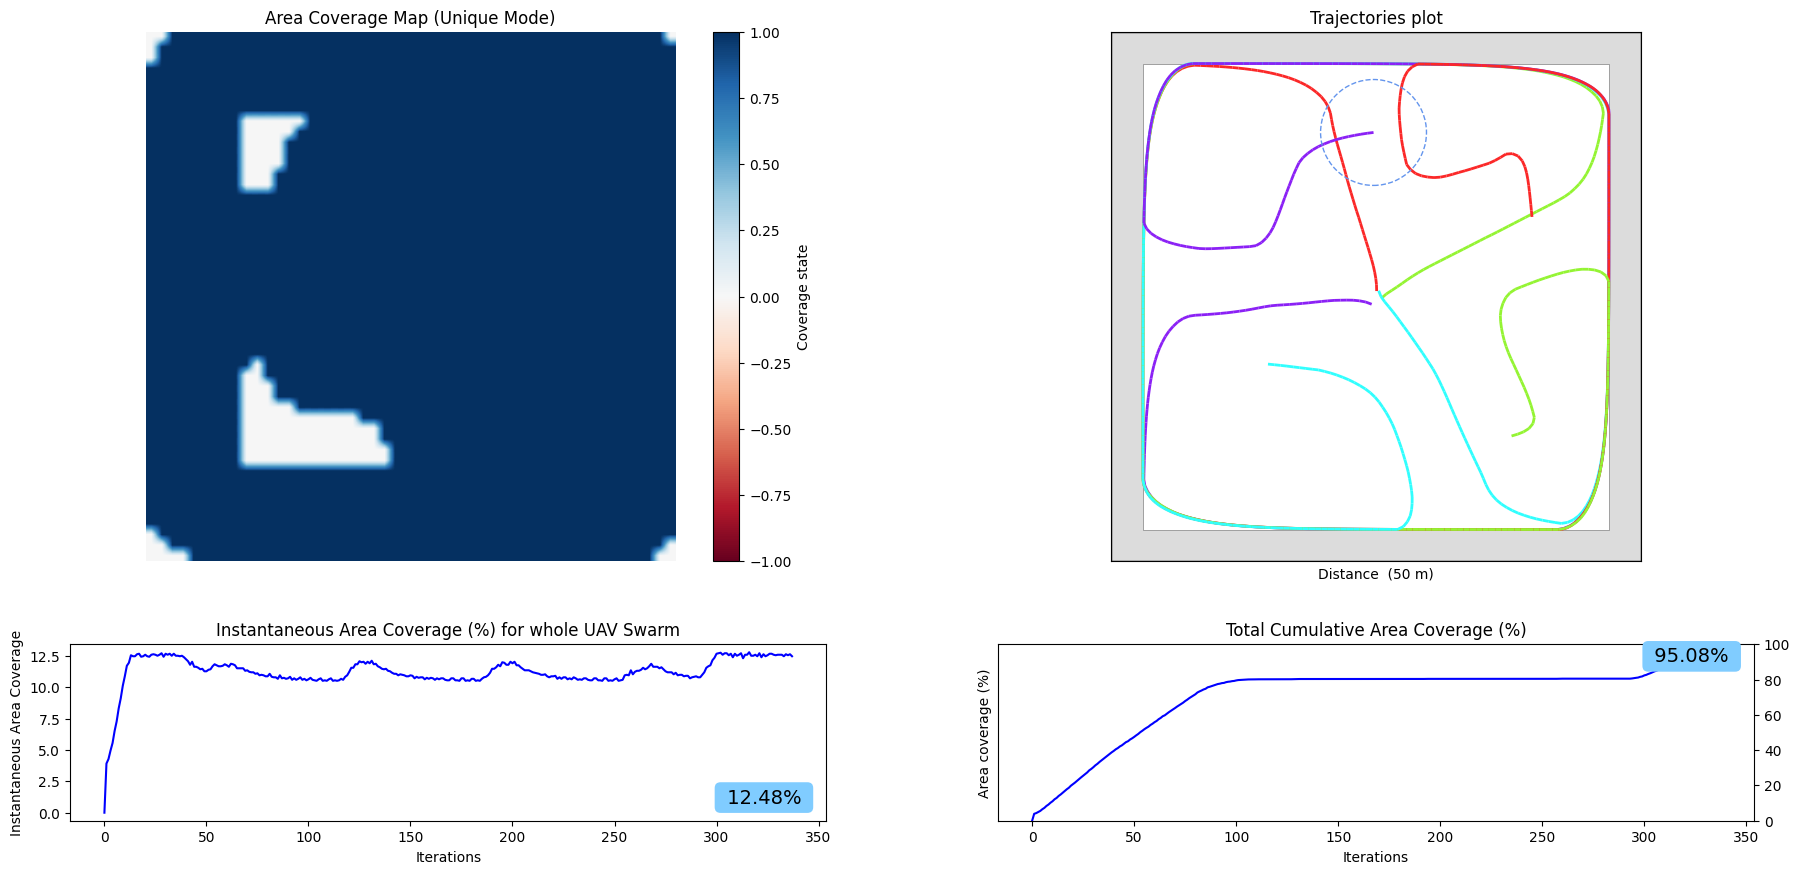 Area Coverage Map (Unique Mode)
1.00
0.75
0.50
0.25
0.00
−0.25
−0.50
−0.75
−1.00
Coverage state
Trajectories plot
Distance  (50 m)
Instantaneous Area Coverage (%) for whole UAV Swarm
Instantaneous Area Coverage
12.5
10.0
7.5
5.0
2.5
0.0
12.48%
0 50 100 150 200 250 300 350
Iterations
Total Cumulative Area Coverage (%)
Area coverage (%)
95.08%
100
80
60
40
20
0
0 50 100 150 200 250 300 350
Iterations